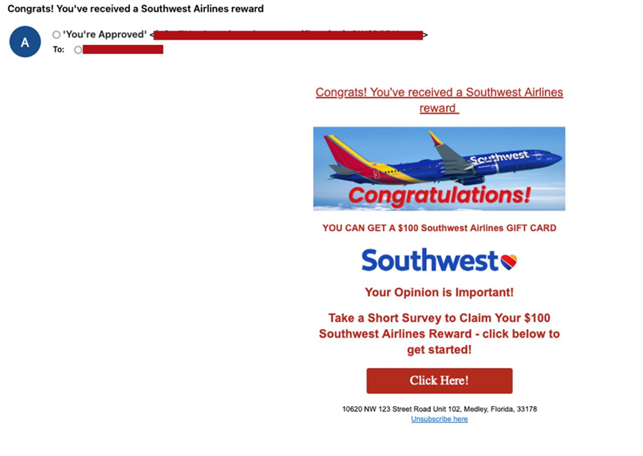 Congrats! You've received a Southwest Airlines reward
A
'You're Approved' <
>
To:
Congrats! You've received a Southwest Airlines
reward
Southwest
Congratulations!
YOU CAN GET A $100 Southwest Airlines GIFT CARD
Southwest
Your Opinion is Important!
Take a Short Survey to Claim Your $100
Southwest Airlines Reward - click below to
get started!
Click Here!
10620 NW 123 Street Road Unit 102, Medley, Florida, 33178
Unsubscribe here